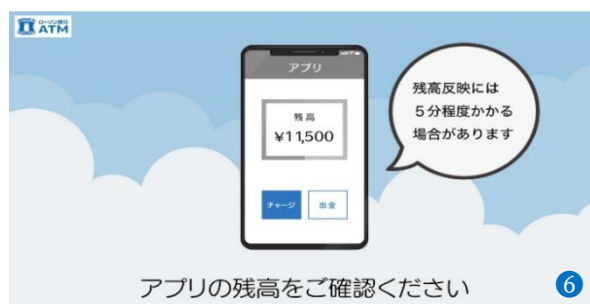 ローソン銀行
ATM
アプリ
残高
¥11,500
チャージ
出金
残高反映には
5分程度かかる
場合があります
アプリの残高をご確認ください
6